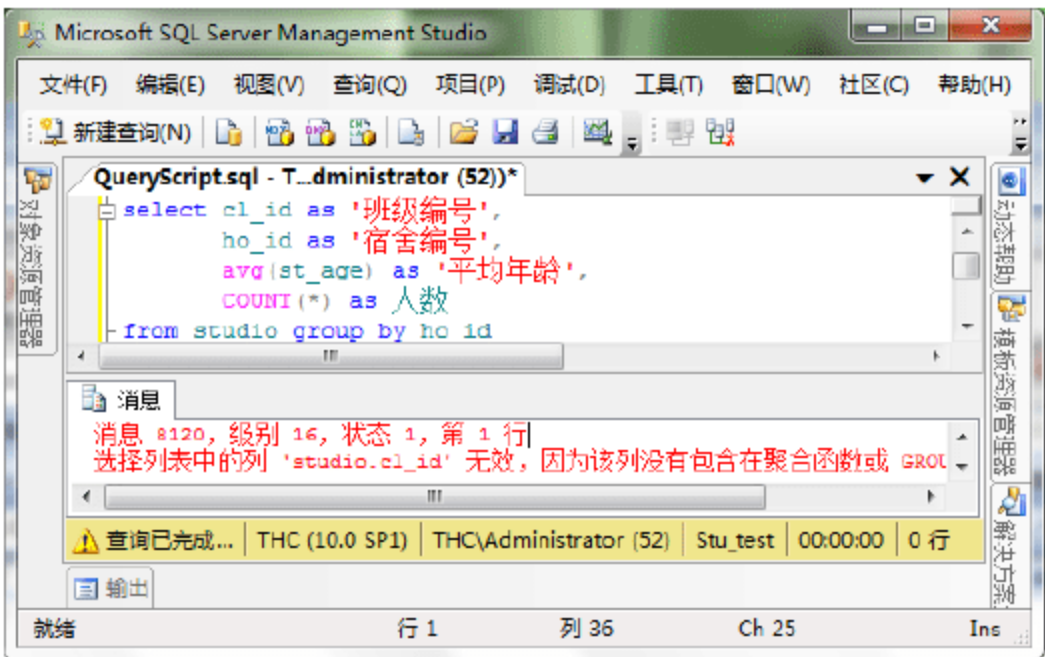 Microsoft SQL Server Management Studio
文件(F) 编辑(E) 视图(V) 查询(Q) 项目(P) 调试(D) 工具(T) 窗口(W) 社区(C) 帮助(H)
新建查询(N)
QueryScript.sql - T...dministrator (52))*
对象资源管理器
select cl_id as '班级编号',
ho_id as '宿舍编号',
avg(st_age) as '平均年龄',
COUNT(*) as 人数
from studio group by ho_id
动态帮助
模板资源管理器
解决方案
消息
消息 8120, 级别 16, 状态 1, 第 1 行
选择列表中的列 'studio.cl_id' 无效, 因为该列没有包含在聚合函数或 GROU
查询已完成... THC (10.0 SP1) THC\Administrator (52) Stu_test 00:00:00 0 行
输出
就绪 行 1 列 36 Ch 25 Ins